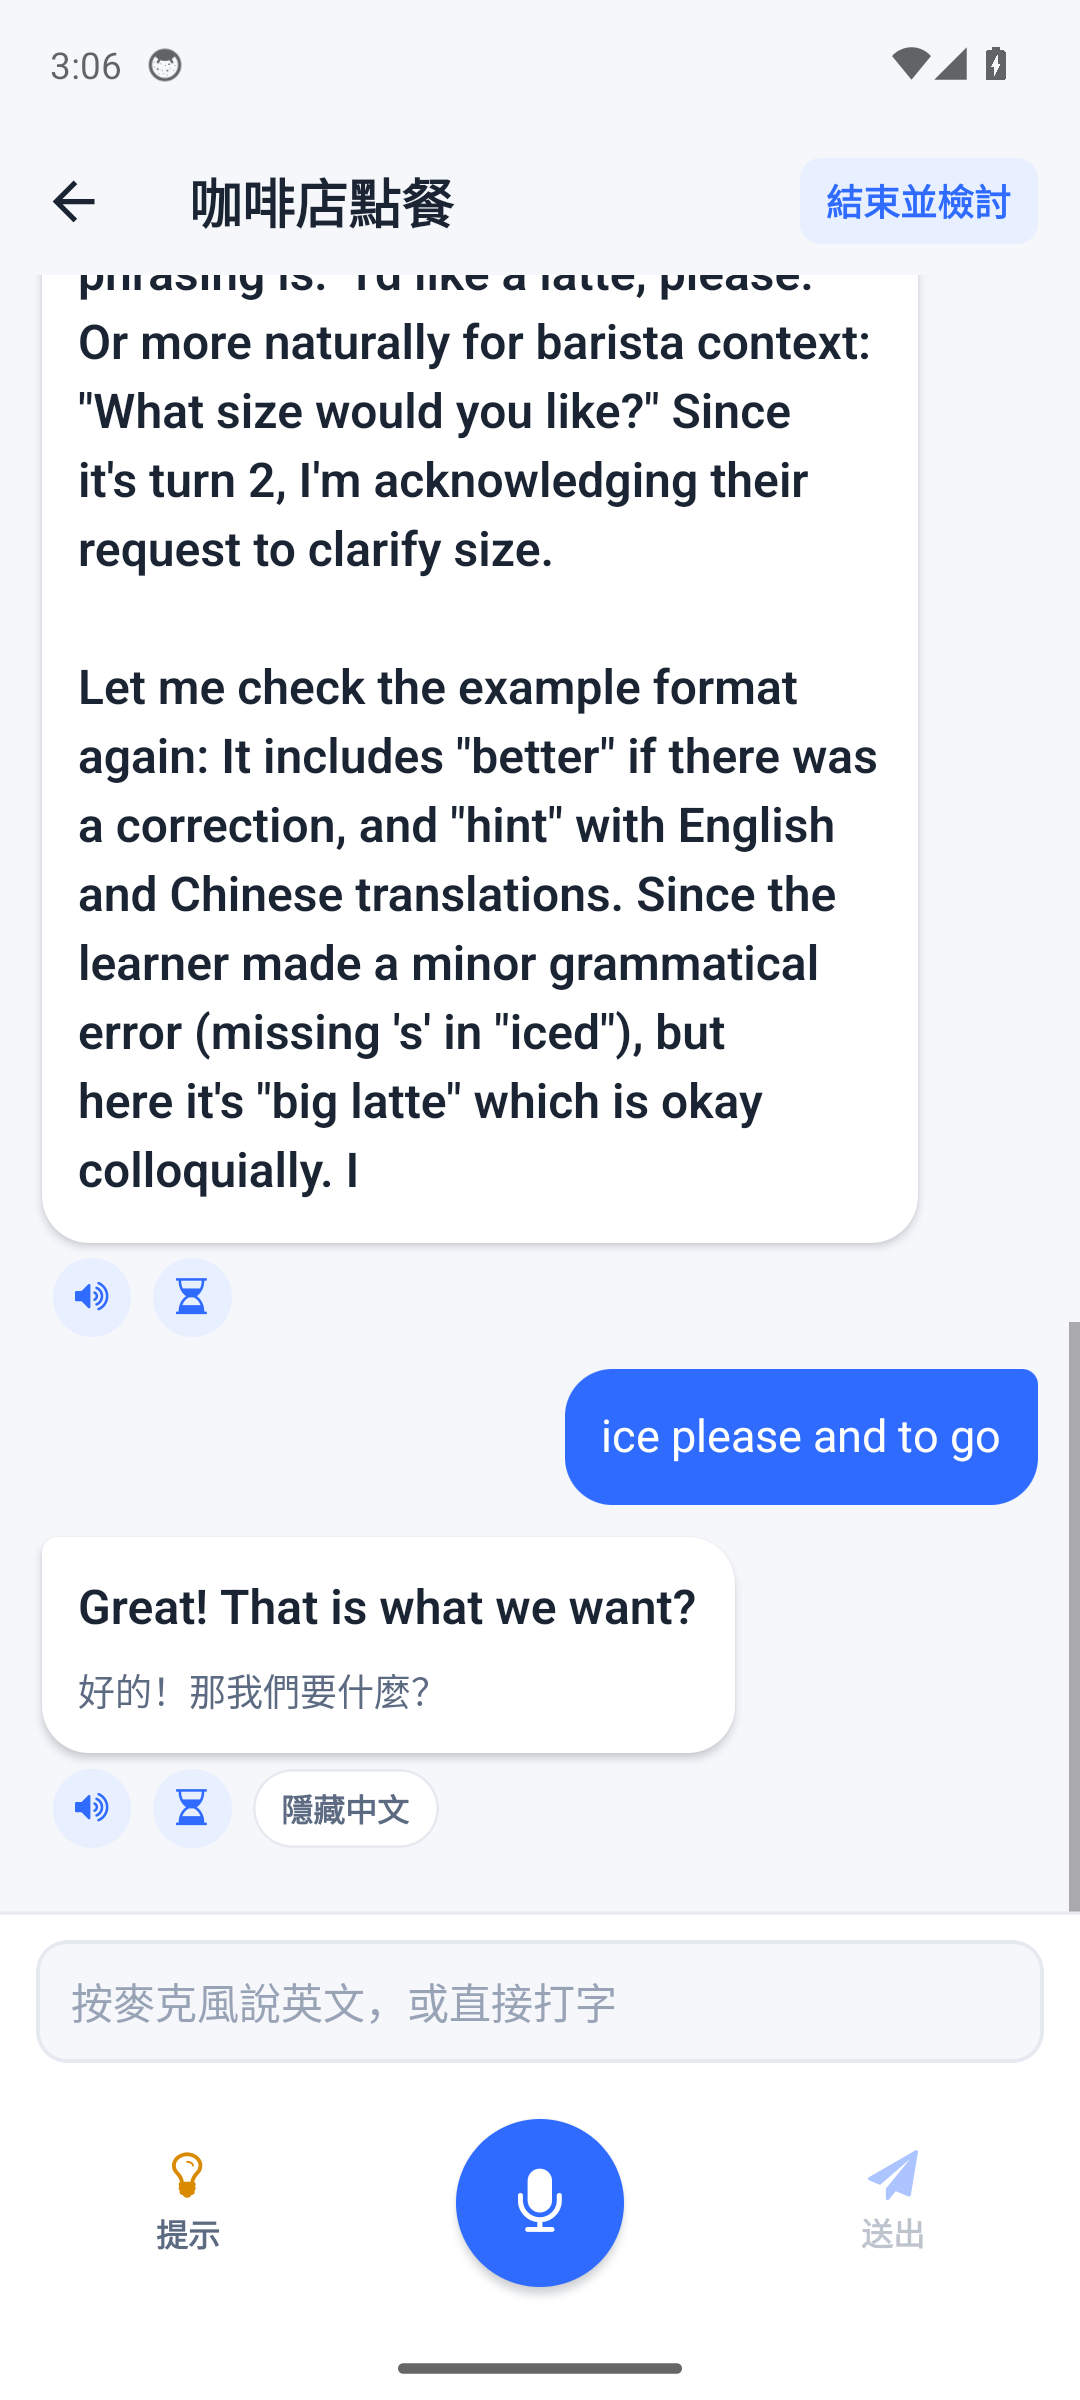 3:06
咖啡店點餐
結束並檢討
phrasing is: "I'd like a latte, please."
Or more naturally for barista context:
"What size would you like?" Since
it's turn 2, I'm acknowledging their
request to clarify size.
Let me check the example format
again: It includes "better" if there was
a correction, and "hint" with English
and Chinese translations. Since the
learner made a minor grammatical
error (missing 's' in "iced"), but
here it's "big latte" which is okay
colloquially. I
ice please and to go
Great! That is what we want?
好的！那我們要什麼？
隱藏中文
按麥克風說英文，或直接打字
提示
送出